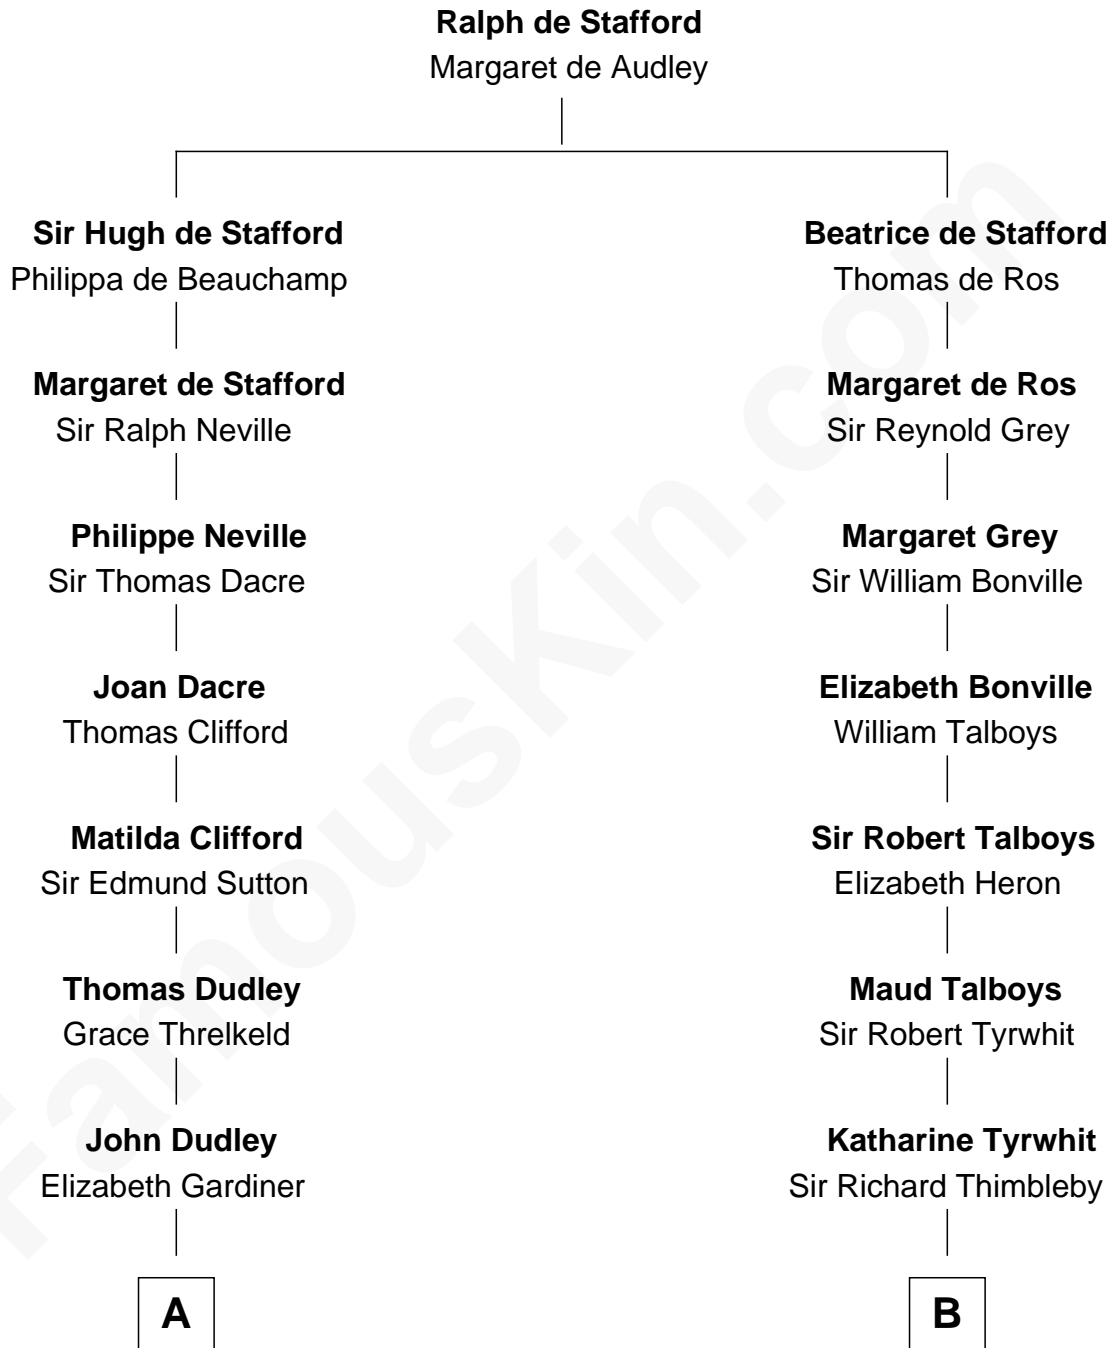 Ralph de Stafford
Margaret de Audley
Sir Hugh de Stafford
Philippa de Beauchamp
Beatrice de Stafford
Thomas de Ros
Margaret de Stafford
Sir Ralph Neville
Margaret de Ros
Sir Reynold Grey
Philippe Neville
Sir Thomas Dacre
Margaret Grey
Sir William Bonville
Joan Dacre
Thomas Clifford
Elizabeth Bonville
William Talboys
Matilda Clifford
Sir Edmund Sutton
Sir Robert Talboys
Elizabeth Heron
Thomas Dudley
Grace Threlkeld
Maud Talboys
Sir Robert Tyrwhit
John Dudley
Elizabeth Gardiner
Katharine Tyrwhit
Sir Richard Thimbleby
A
B
FamousKin.com